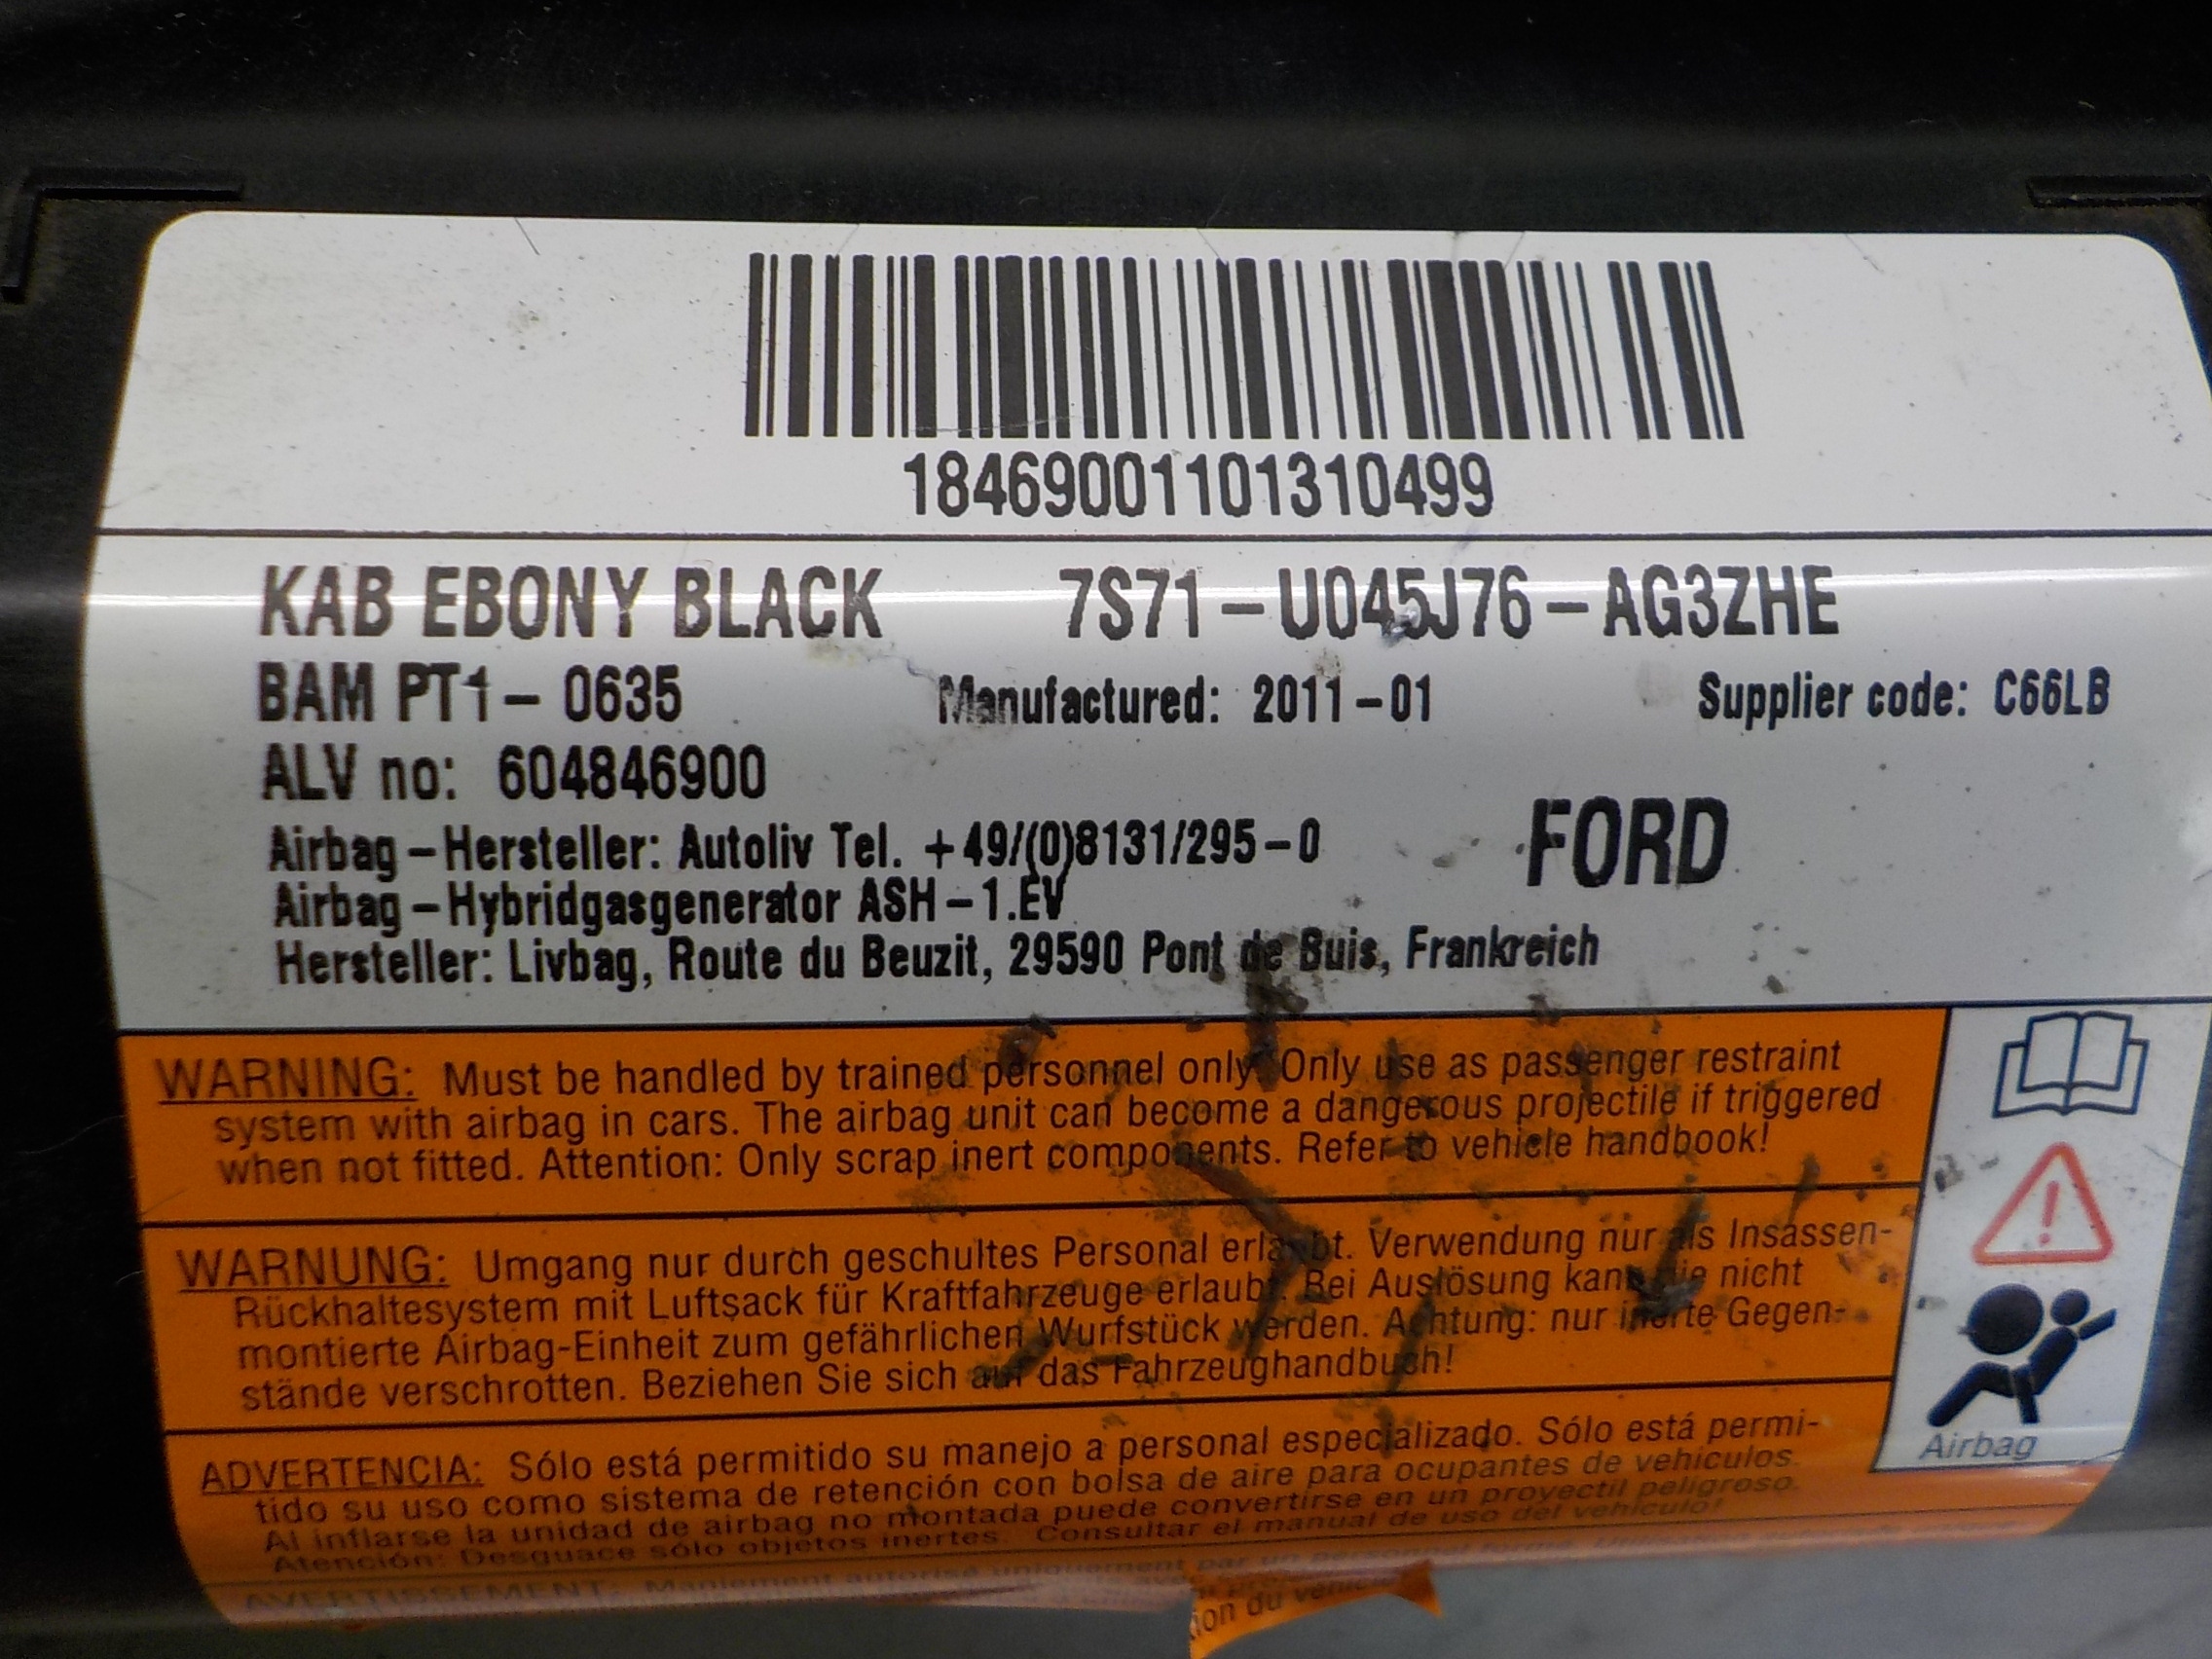 18469001101310499
KAB EBONY BLACK 7S71-U045J76-AG3ZHE
BAM PT1-0635 Manufactured: 2011-01 Supplier code: C66LB
ALV no: 604846900
Airbag-Hersteller: Autoliv Tel. +49/(0)8131/295-0
FORD
Airbag-Hybridgasgenerator ASH-1.EV
Hersteller: Livbag, Route du Beuzit, 29590 Pont de Buis, Frankreich
WARNING: Must be handled by trained personnel only. Only use as passenger restraint
system with airbag in cars. The airbag unit can become a dangerous projectile if triggered
when not fitted. Attention: Only scrap inert components. Refer to vehicle handbook!
WARNUNG: Umgang nur durch geschultes Personal erlaubt. Verwendung nur als Insassen-
Rückhaltesystem mit Luftsack für Kraftfahrzeuge erlaubt. Bei Auslösung kann die nicht
montierte Airbag-Einheit zum gefährlichen Wurfstück werden. Achtung: nur inerte Gegen-
stände verschrotten. Beziehen Sie sich auf das Fahrzeughandbuch!
Airbag
ADVERTENCIA: Sólo está permitido su manejo a personal especializado. Sólo está permi-
tido su uso como sistema de retención con bolsa de aire para ocupantes de vehículos.
Al inflarse la unidad de airbag no montada puede convertirse en un proyectil peligroso.
Atención: Desguace sólo objetos inertes. Consultar el manual de uso del vehículo!
AVERTISSEMENT: Maniement autorisé uniquement par un personnel
du